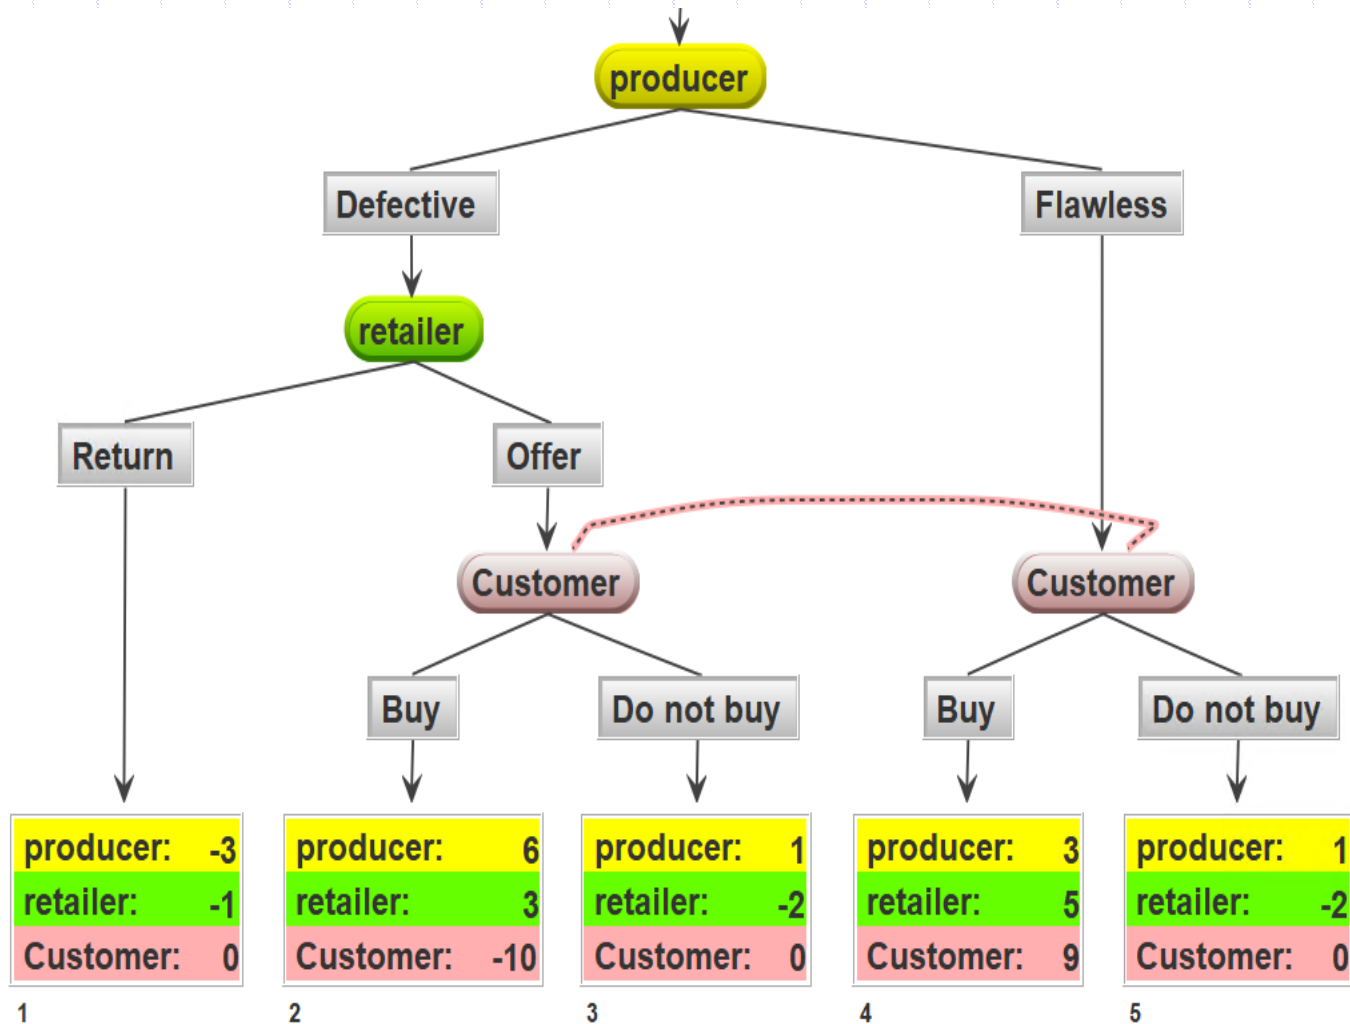 producer
Defective
Flawless
retailer
Return
Offer
Customer
Customer
Buy
Do not buy
Buy
Do not buy
producer: -3
retailer: -1
Customer: 0
1
producer: 6
retailer: 3
Customer: -10
2
producer: 1
retailer: -2
Customer: 0
3
producer: 3
retailer: 5
Customer: 9
4
producer: 1
retailer: -2
Customer: 0
5